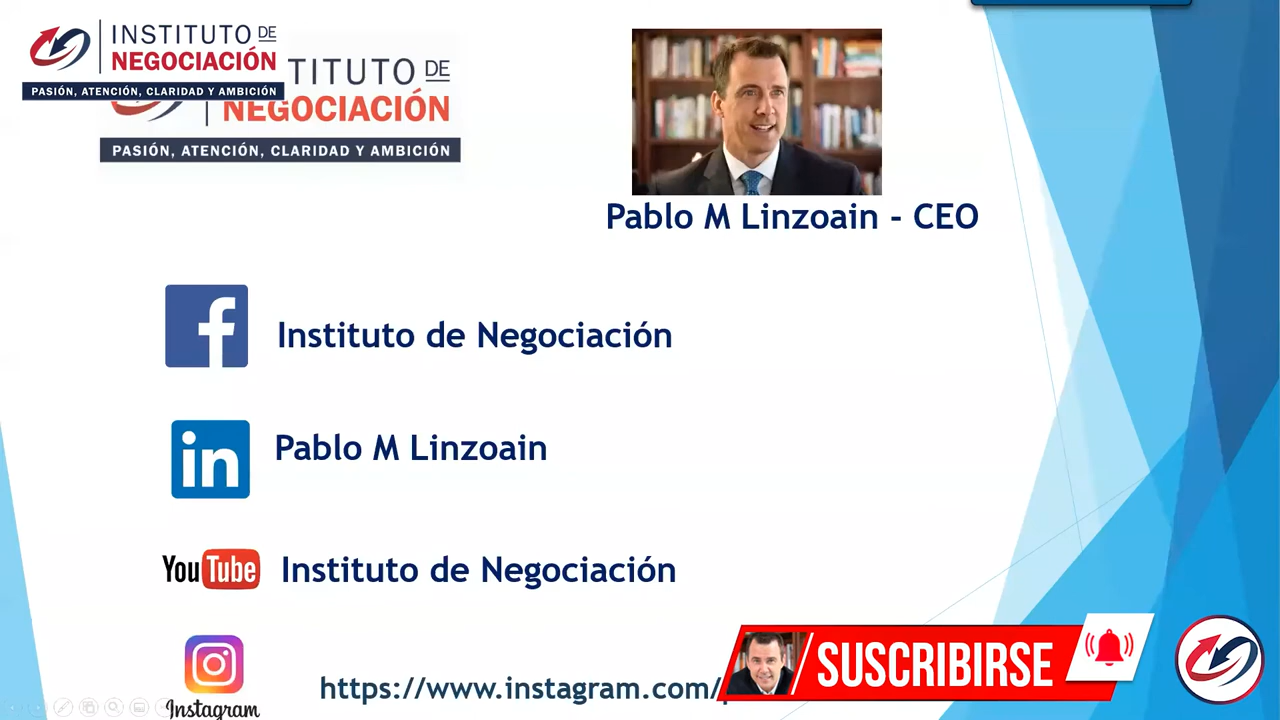 INSTITUTO DE
NEGOCIACIÓN
PASIÓN, ATENCIÓN, CLARIDAD Y AMBICIÓN
TITUTO DE
NEGOCIACIÓN
PASIÓN, ATENCIÓN, CLARIDAD Y AMBICIÓN
Pablo M Linzoain - CEO
f
Instituto de Negociación
in
Pablo M Linzoain
YouTube
Instituto de Negociación
SUSCRIBIRSE
https://www.instagram.com/
Instagram